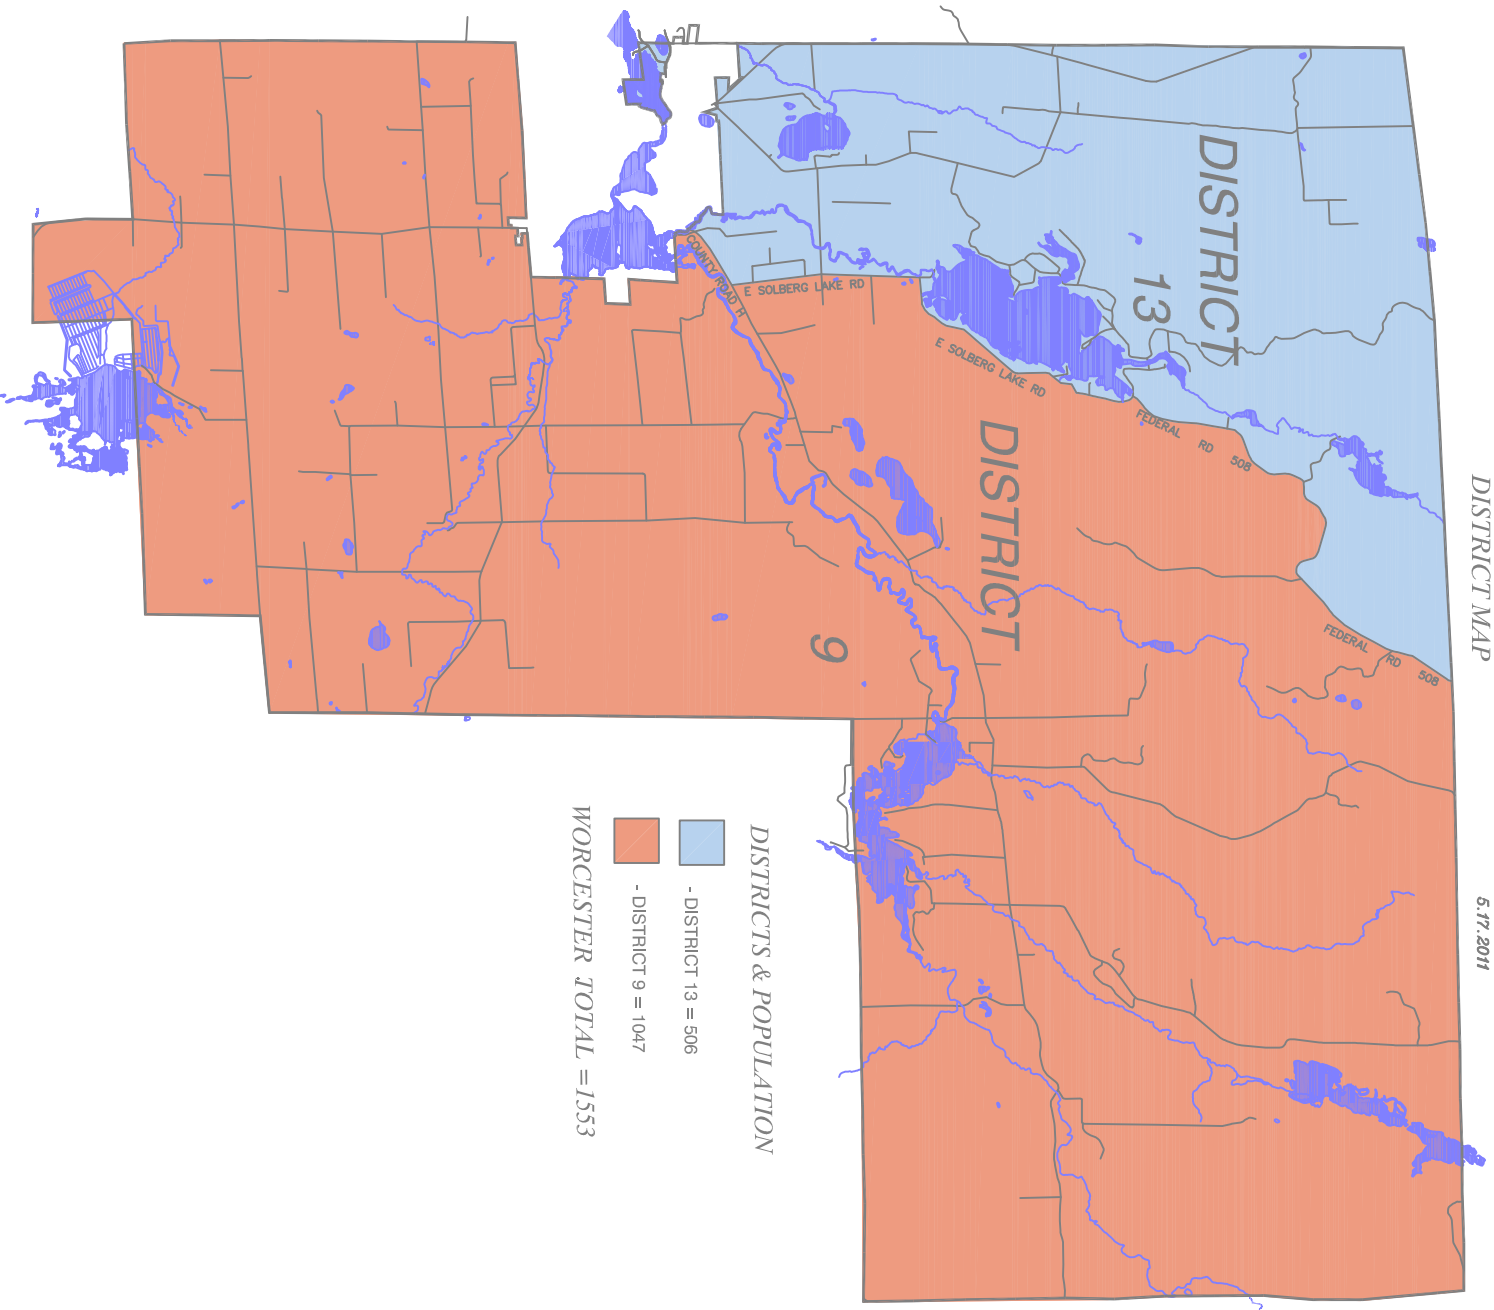 DISTRICT MAP
5.17.2011
DISTRICT
13
DISTRICT
9
E SOLBERG LAKE RD
COUNTY ROAD H
E SOLBERG LAKE RD
FEDERAL RD 508
FEDERAL RD 508
DISTRICTS & POPULATION
- DISTRICT 13 = 506
- DISTRICT 9 = 1047
WORCESTER TOTAL =1553